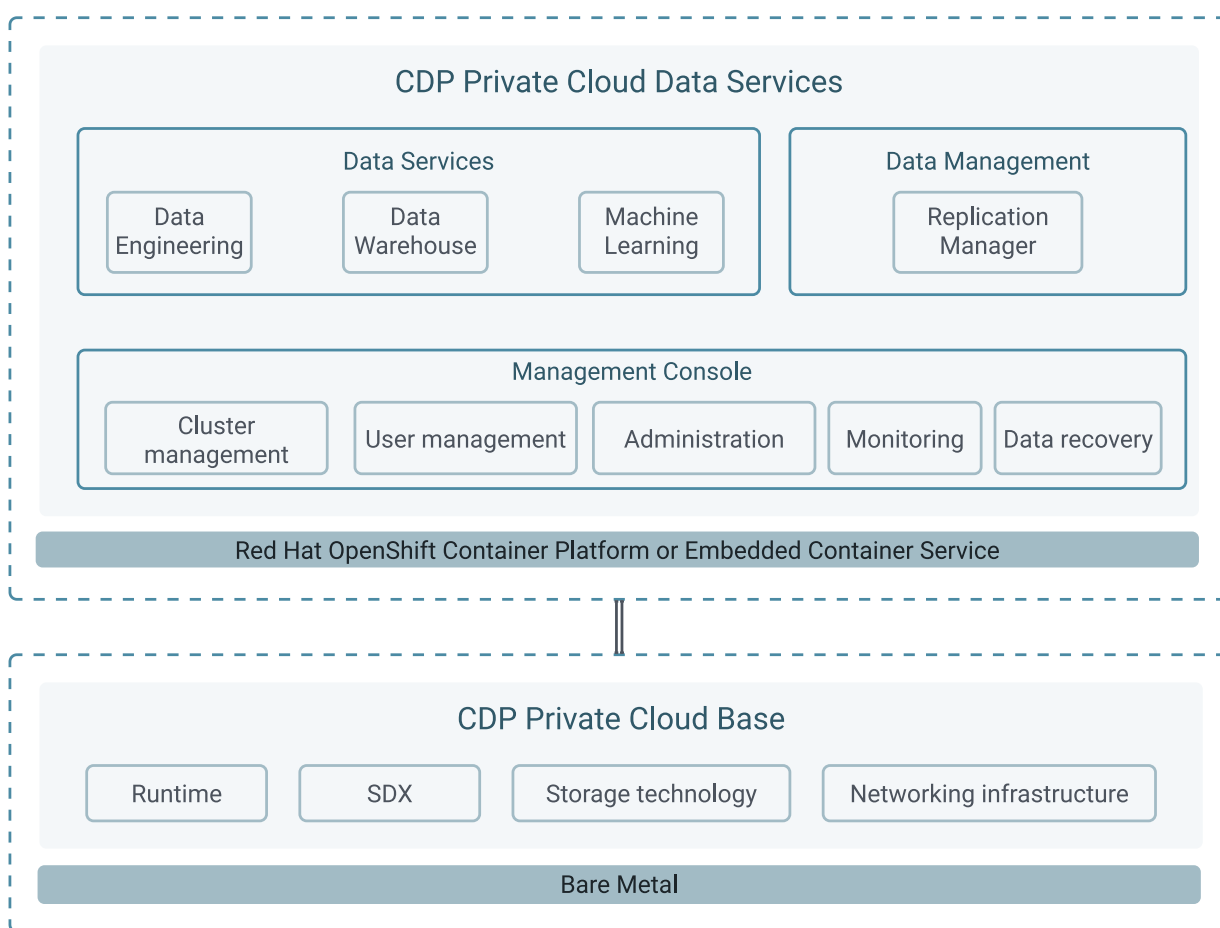 CDP Private Cloud Data Services
Data Services
Data
Engineering
Data
Warehouse
Machine
Learning
Data Management
Replication
Manager
Management Console
Cluster
management
User management
Administration
Monitoring
Data recovery
Red Hat OpenShift Container Platform or Embedded Container Service
CDP Private Cloud Base
Runtime
SDX
Storage technology
Networking infrastructure
Bare Metal